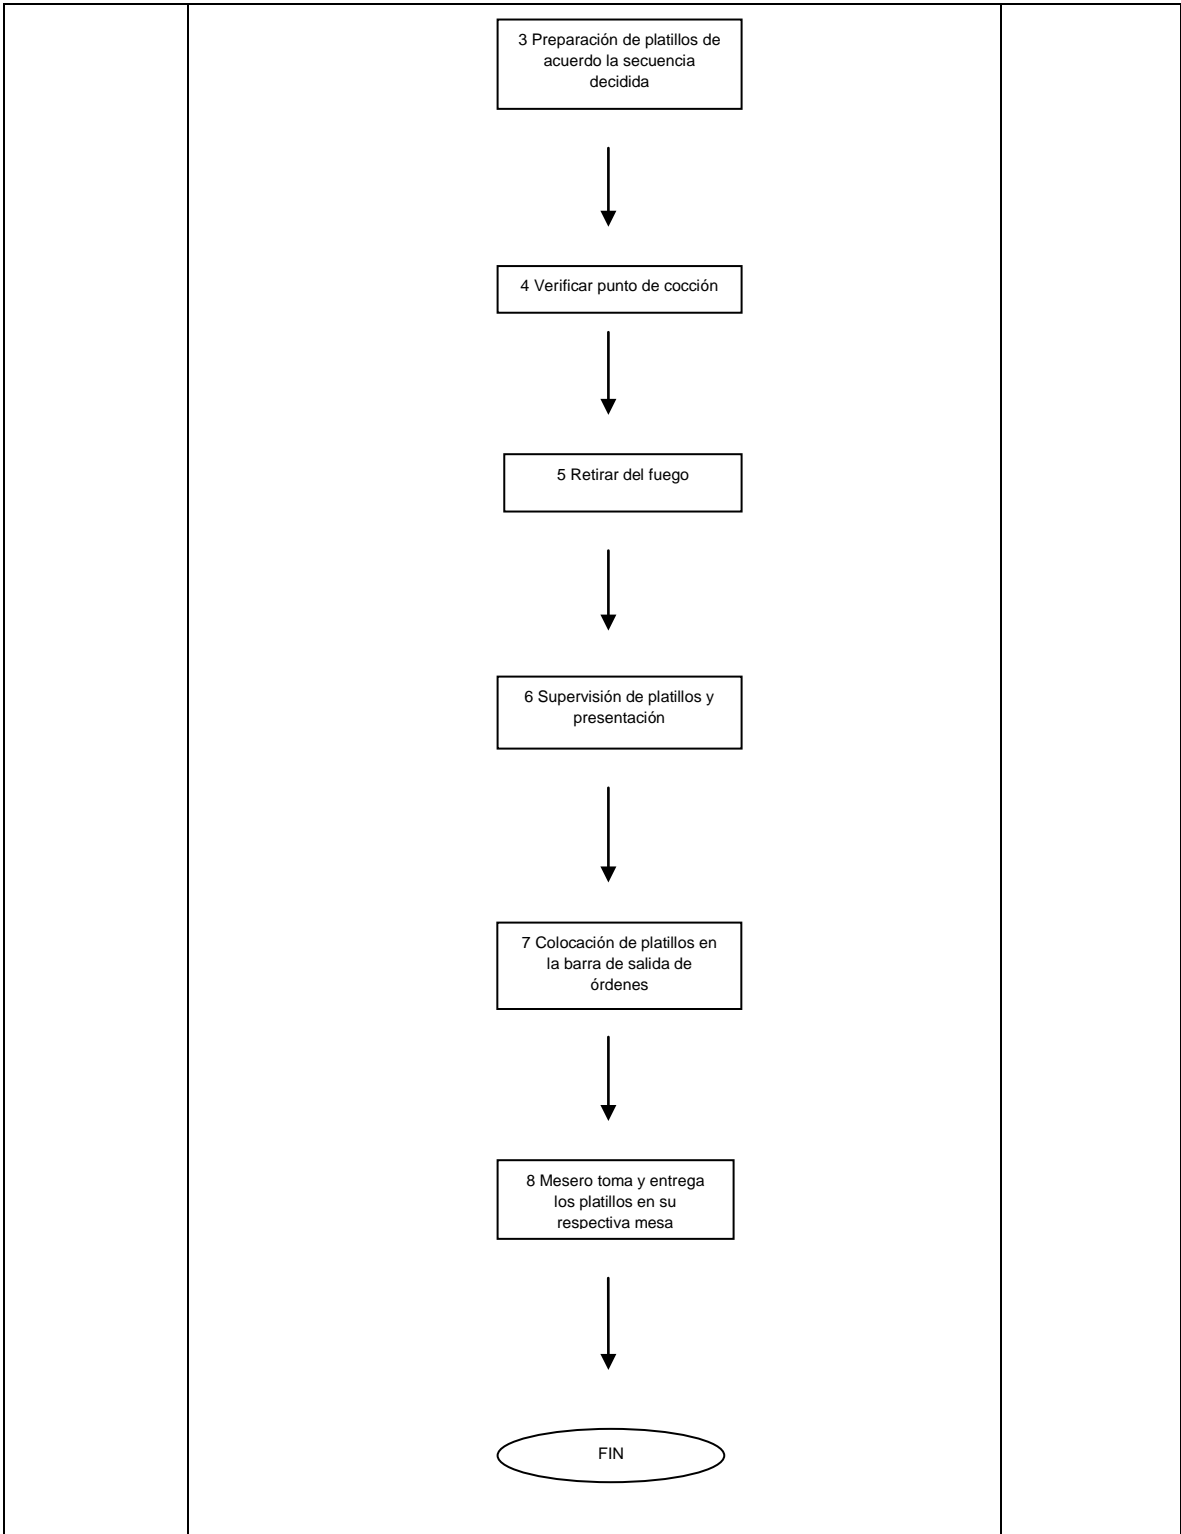 3 Preparación de platillos de
acuerdo la secuencia
decidida
4 Verificar punto de cocción
5 Retirar del fuego
6 Supervisión de platillos y
presentación
7 Colocación de platillos en
la barra de salida de
órdenes
8 Mesero toma y entrega
los platillos en su
respectiva mesa
FIN